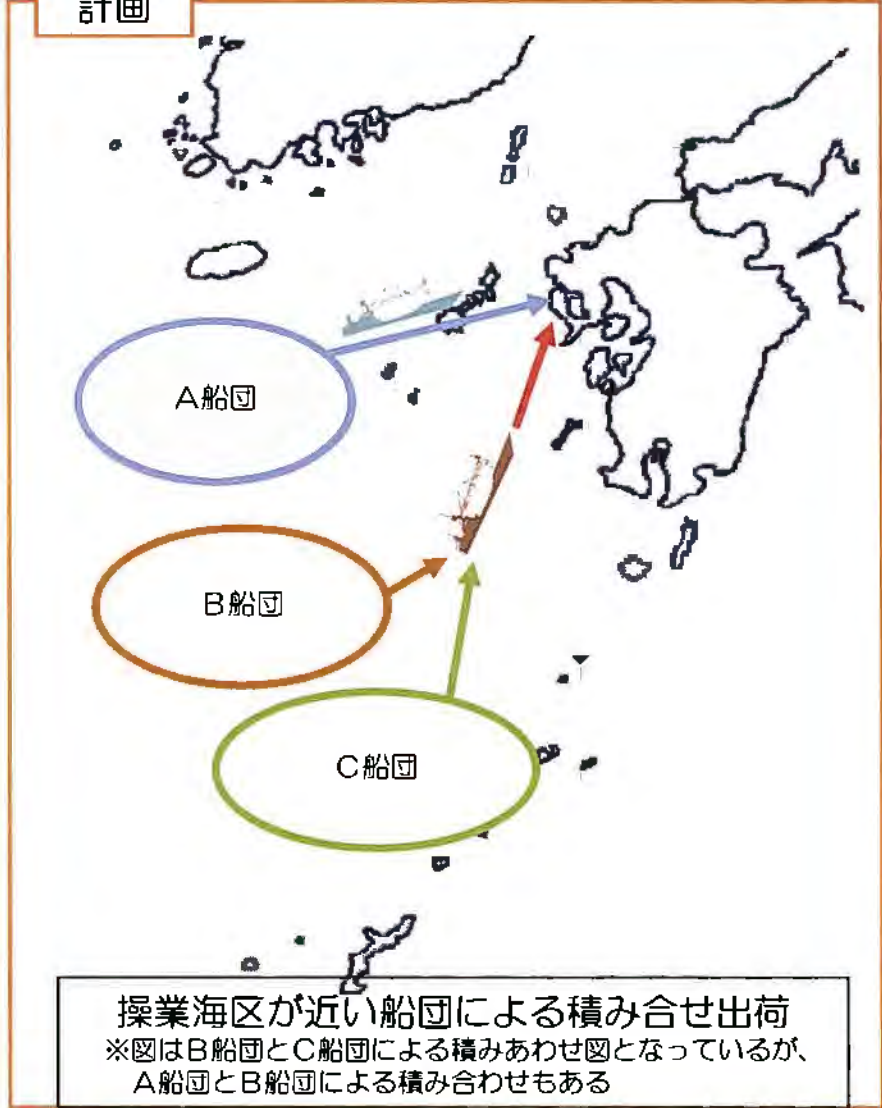 計画
A船団
B船団
C船団
操業海区が近い船団による積み合せ出荷
※図はB船団とC船団による積みあわせ図となっているが、
A船団とB船団による積み合わせもある